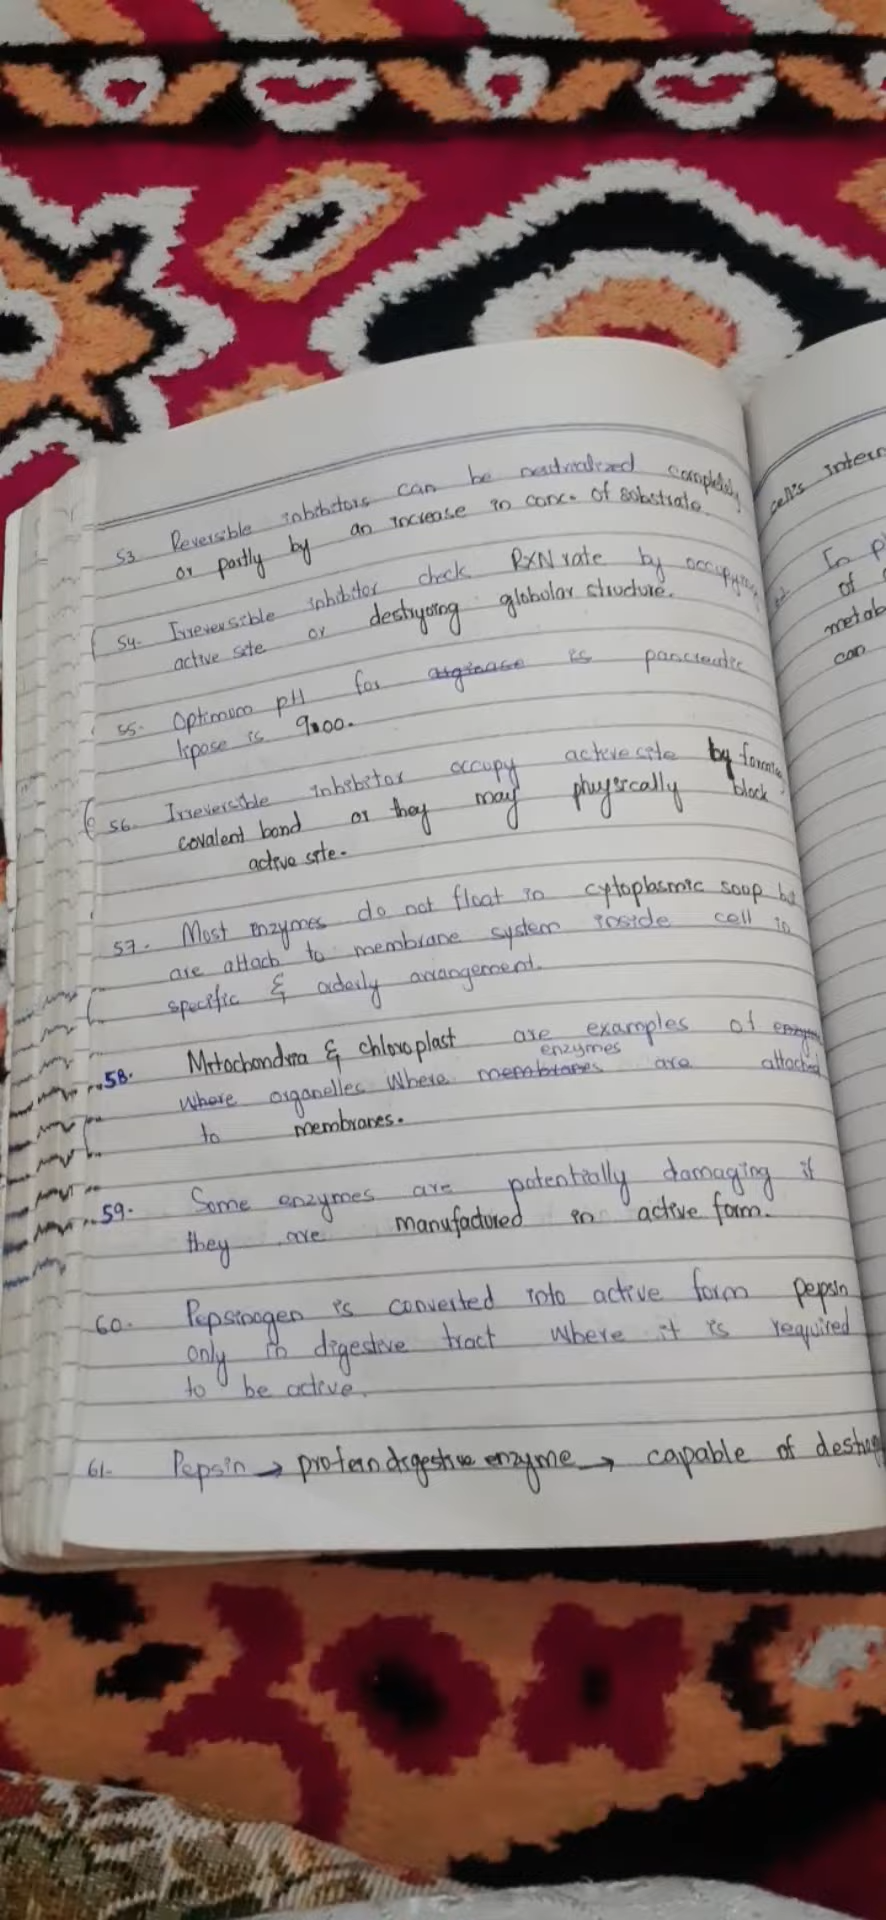 53. Reversible inhibitors can be neutralized completely
or partly by an increase in conc. of substrate.
54. Irreversible inhibitor check RXN rate by occupying
active site or destryoing globular structure.
55. Optimum pH for arginase is pancreatic
lipase is 9.00.
56. Irreversible inhibitor occupy active site by
covalent bond or they may physically block
active site.
57. Most enzymes do not float in cytoplasmic soup
are attach to membrane system inside cell in
specific & orderly arrangement.
58. Mitochondria & chloroplast are examples of
enzymes
where organelles where membranes are attached
to membranes.
59. Some enzymes are potentially damaging if
they are manufactured in active form.
60. Pepsinogen is converted into active form pepsin
only in digestive tract where it is required
to be active.
61. Pepsin → protein digestive enzyme → capable of
cell's
In
of
metab
can